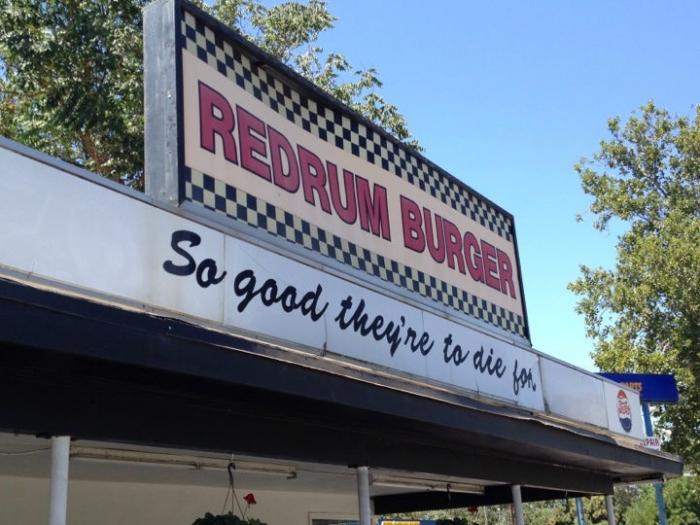 REDRUM BURGER
So good they're to die for